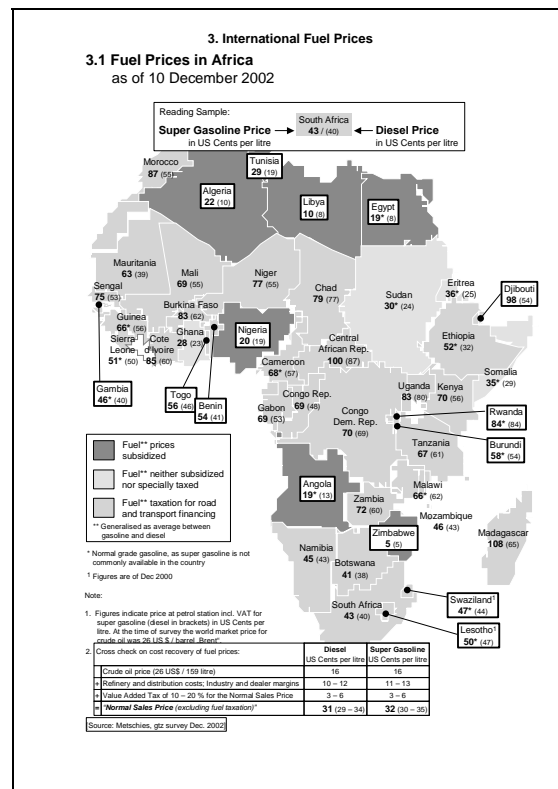 3. International Fuel Prices
3.1 Fuel Prices in Africa
as of 10 December 2002
Reading Sample:
Super Gasoline Price
in US Cents per litre
South Africa
43 / (40)
Diesel Price
in US Cents per litre
Morocco
87 (55)
Tunisia
29 (19)
Algeria
22 (10)
Libya
10 (8)
Egypt
19* (8)
Mauritania
63 (39)
Mali
69 (55)
Niger
77 (55)
Chad
79 (77)
Sudan
30* (24)
Eritrea
36* (25)
Djibouti
98 (54)
Sengal
75 (53)
Burkina Faso
83 (62)
Guinea
66* (56)
Sierra
Leone
51* (50)
Cote
d'Ivoire
85 (60)
Ghana
28 (23)
Nigeria
20 (19)
Central
African Rep.
100 (87)
Ethiopia
52* (32)
Cameroon
68* (57)
Somalia
35* (29)
Gambia
46* (40)
Togo
56 (46)
Benin
54 (41)
Gabon
69 (53)
Congo Rep.
69 (48)
Congo
Dem. Rep.
70 (69)
Uganda
83 (80)
Kenya
70 (56)
Rwanda
84* (84)
Burundi
58* (54)
Tanzania
67 (61)
Fuel** prices
subsidized
Fuel** neither subsidized
nor specially taxed
Fuel** taxation for road
and transport financing
** Generalised as average between
gasoline and diesel
Angola
19* (13)
Zambia
72 (60)
Malawi
66* (62)
Mozambique
46 (43)
Madagascar
108 (65)
Zimbabwe
5 (5)
Namibia
45 (43)
Botswana
41 (38)
South Africa
43 (40)
Swaziland¹
47* (44)
Lesotho¹
50* (47)
* Normal grade gasoline, as super gasoline is not
commonly available in the country
¹ Figures are of Dec 2000
Note:
1. Figures indicate price at petrol station incl. VAT for
super gasoline (diesel in brackets) in US Cents per
litre. At the time of survey the world market price for
crude oil was 26 US $ / barrel „Brent“.
2. Cross check on cost recovery of fuel prices:
Diesel
US Cents per litre
Super Gasoline
US Cents per litre
Crude oil price (26 US$ / 159 litre) 16 16
+ Refinery and distribution costs; Industry and dealer margins 10 – 12 11 – 13
+ Value Added Tax of 10 – 20 % for the Normal Sales Price 3 – 6 3 – 6
= "Normal Sales Price (excluding fuel taxation)" 31 (29 – 34) 32 (30 – 35)
[Source: Metschies, gtz survey Dec. 2002]